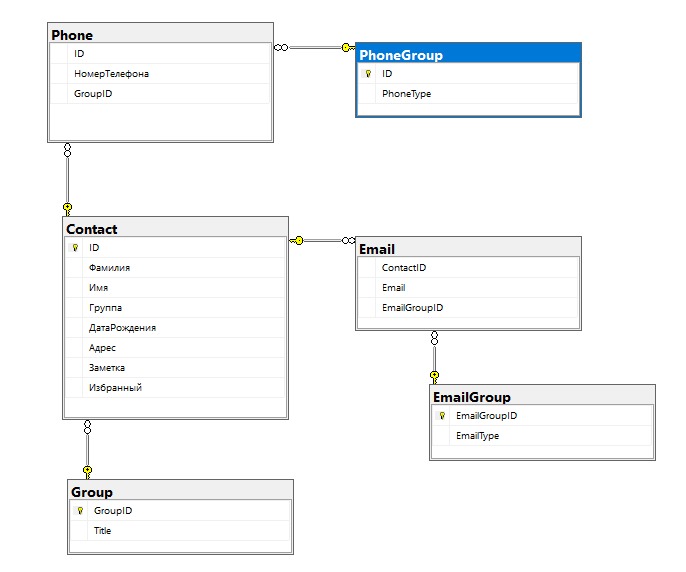 Phone
ID
НомерТелефона
GroupID
PhoneGroup
ID
PhoneType
Contact
ID
Фамилия
Имя
Группа
ДатаРождения
Адрес
Заметка
Избранный
Email
ContactID
Email
EmailGroupID
EmailGroup
EmailGroupID
EmailType
Group
GroupID
Title